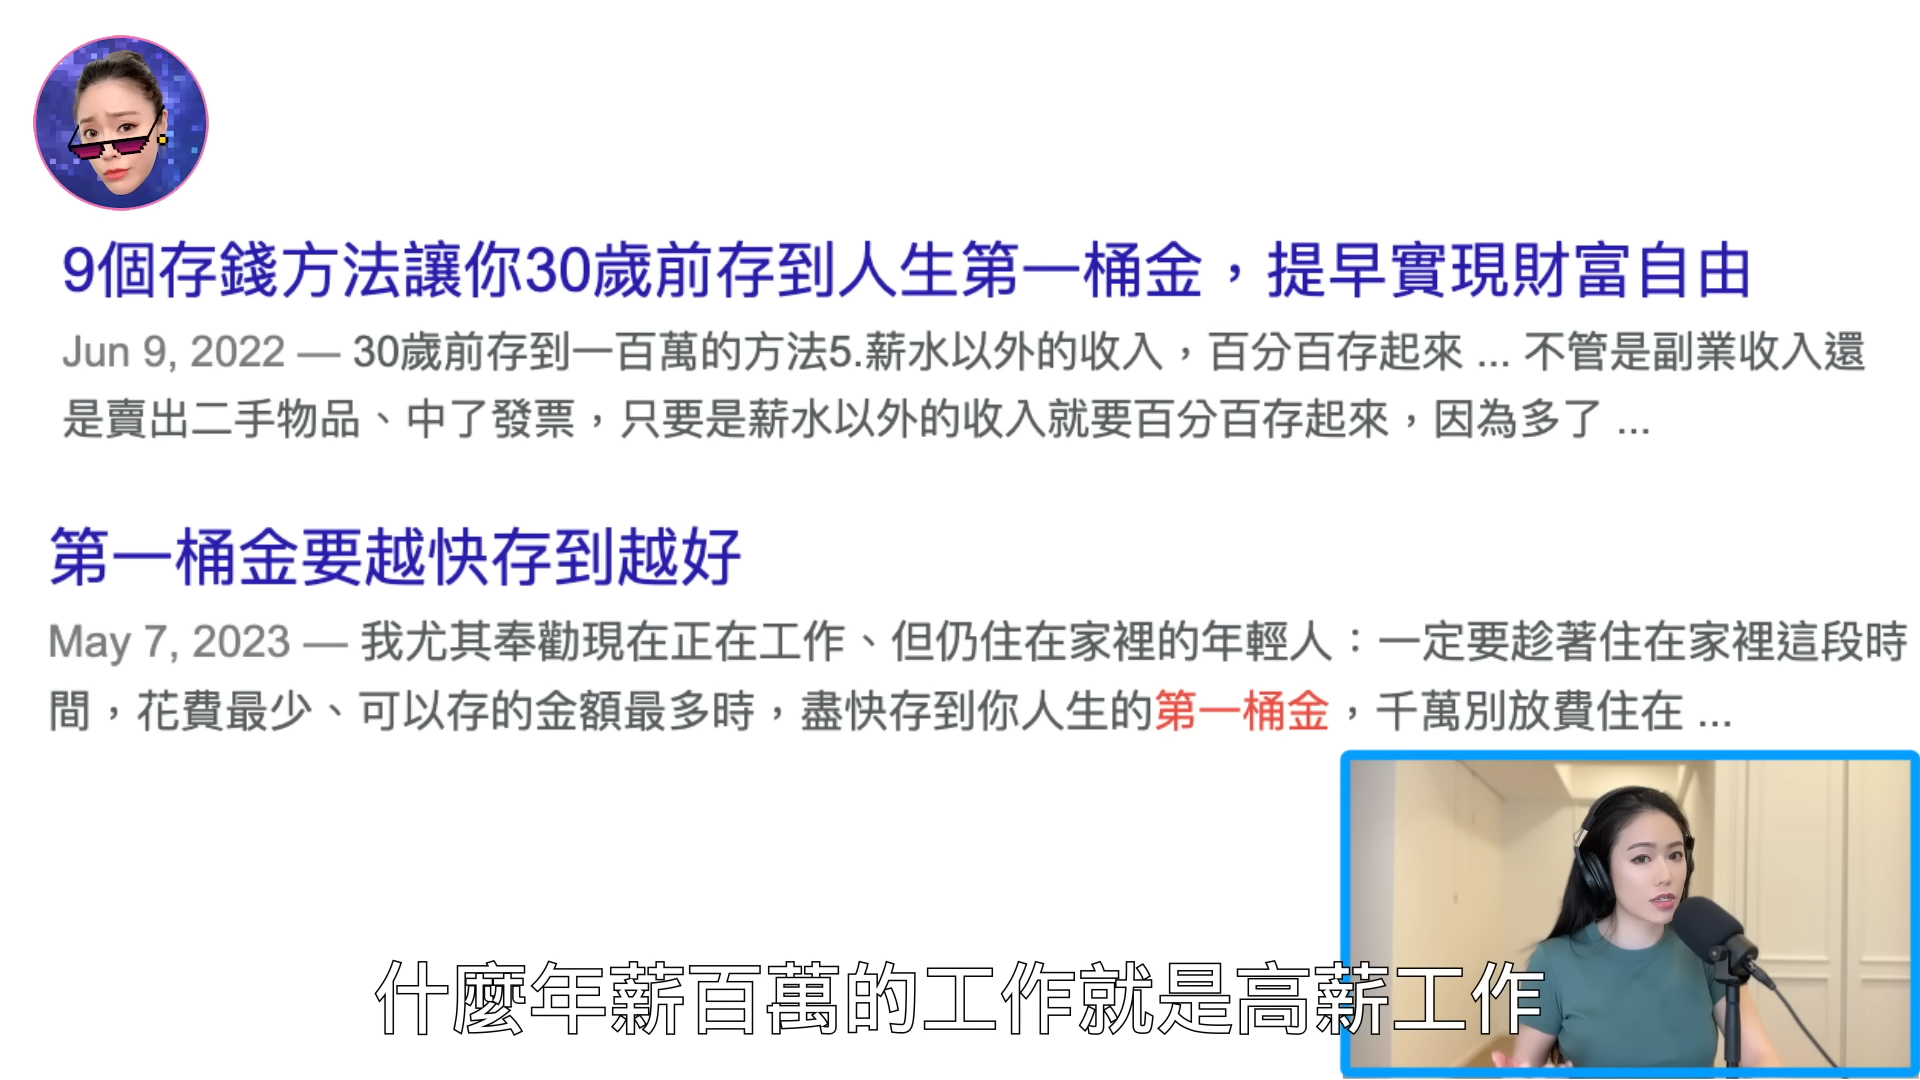 9個存錢方法讓你30歲前存到人生第一桶金，提早實現財富自由
Jun 9, 2022 — 30歲前存到一百萬的方法5.薪水以外的收入，百分百存起來 ... 不管是副業收入還
是賣出二手物品、中了發票，只要是薪水以外的收入就要百分百存起來，因為多了 ...
第一桶金要越快存到越好
May 7, 2023 — 我尤其奉勸現在正在工作、但仍住在家裡的年輕人：一定要趁著住在家裡這段時
間，花費最少、可以存的金額最多時，盡快存到你人生的第一桶金，千萬別放費住在 ...
什麼年薪百萬的工作就是高薪工作